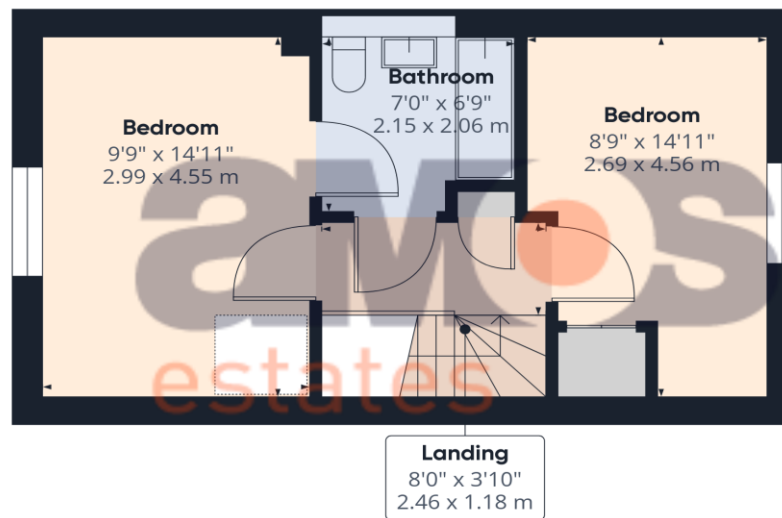 Bathroom
7'0" x 6'9"
2.15 x 2.06 m
Bedroom
9'9" x 14'11"
2.99 x 4.55 m
Bedroom
8'9" x 14'11"
2.69 x 4.56 m
amos
estates
Landing
8'0" x 3'10"
2.46 x 1.18 m